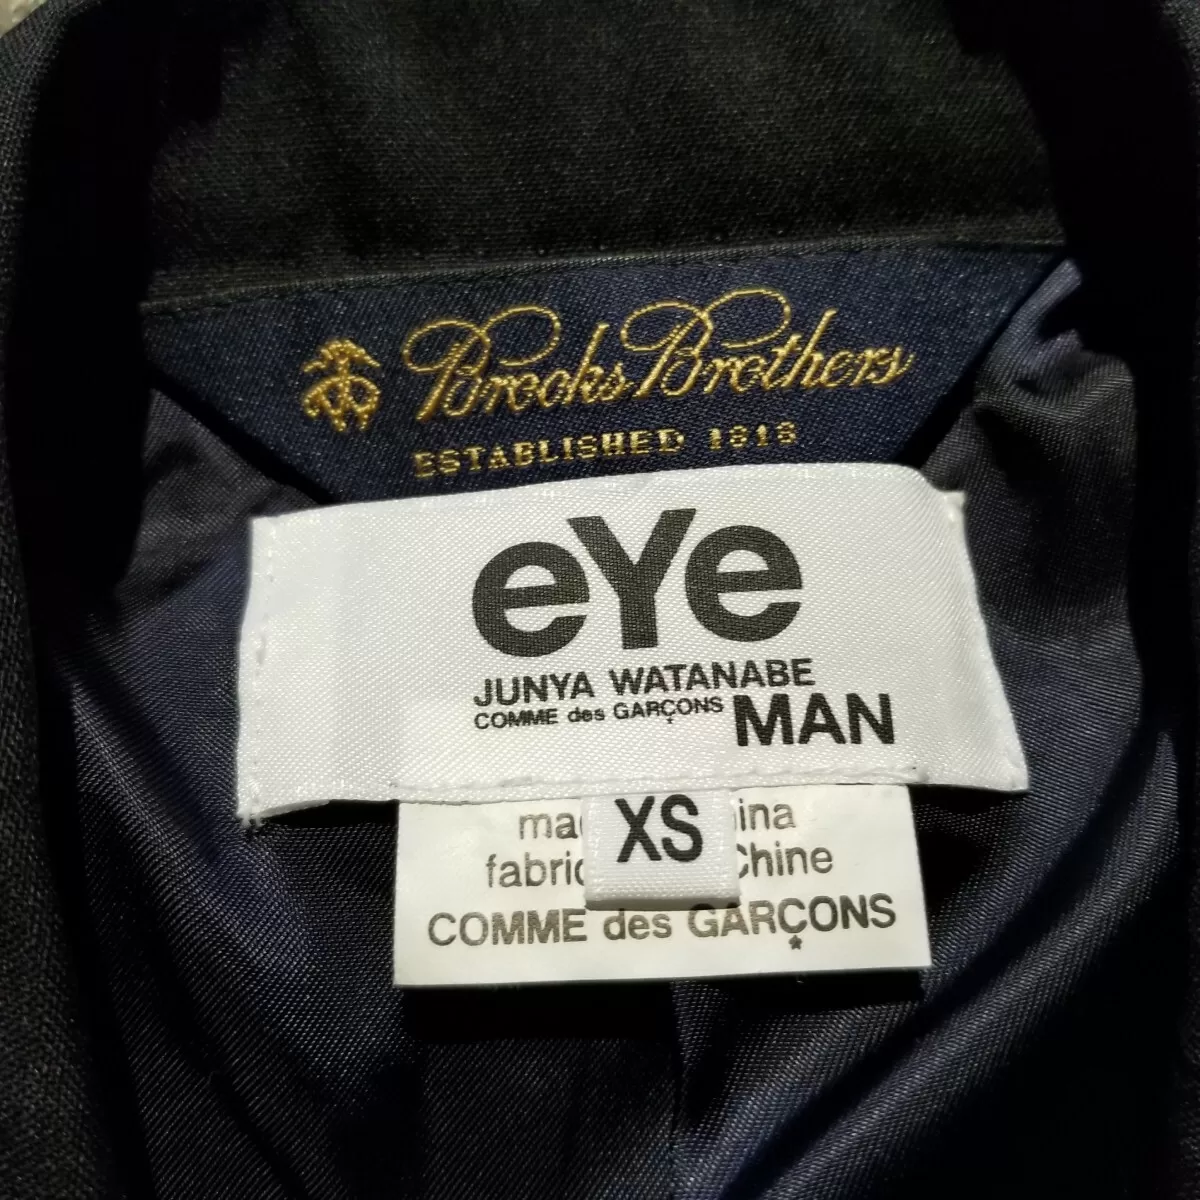 Brooks Brothers
ESTABLISHED 1818
eYe
JUNYA WATANABE
COMME des GARÇONS MAN
XS
COMME des GARÇONS